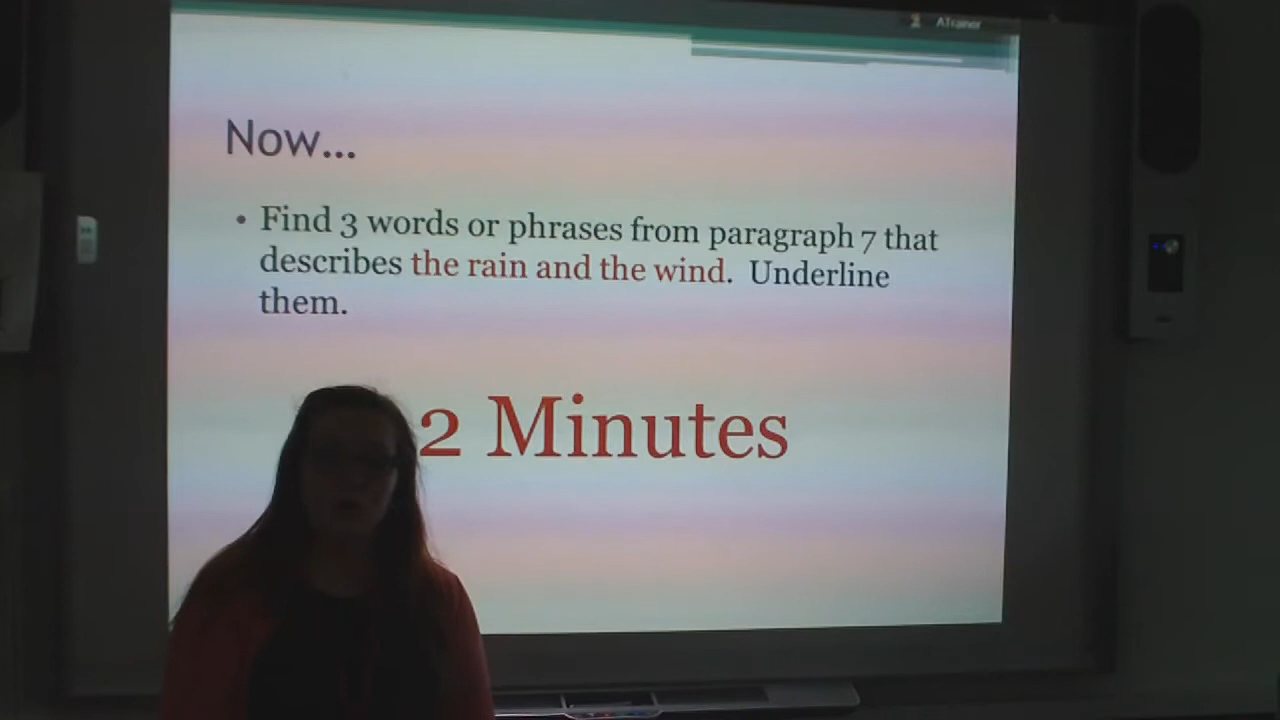 ATrainor
Now...
• Find 3 words or phrases from paragraph 7 that
describes the rain and the wind. Underline
them.
2 Minutes